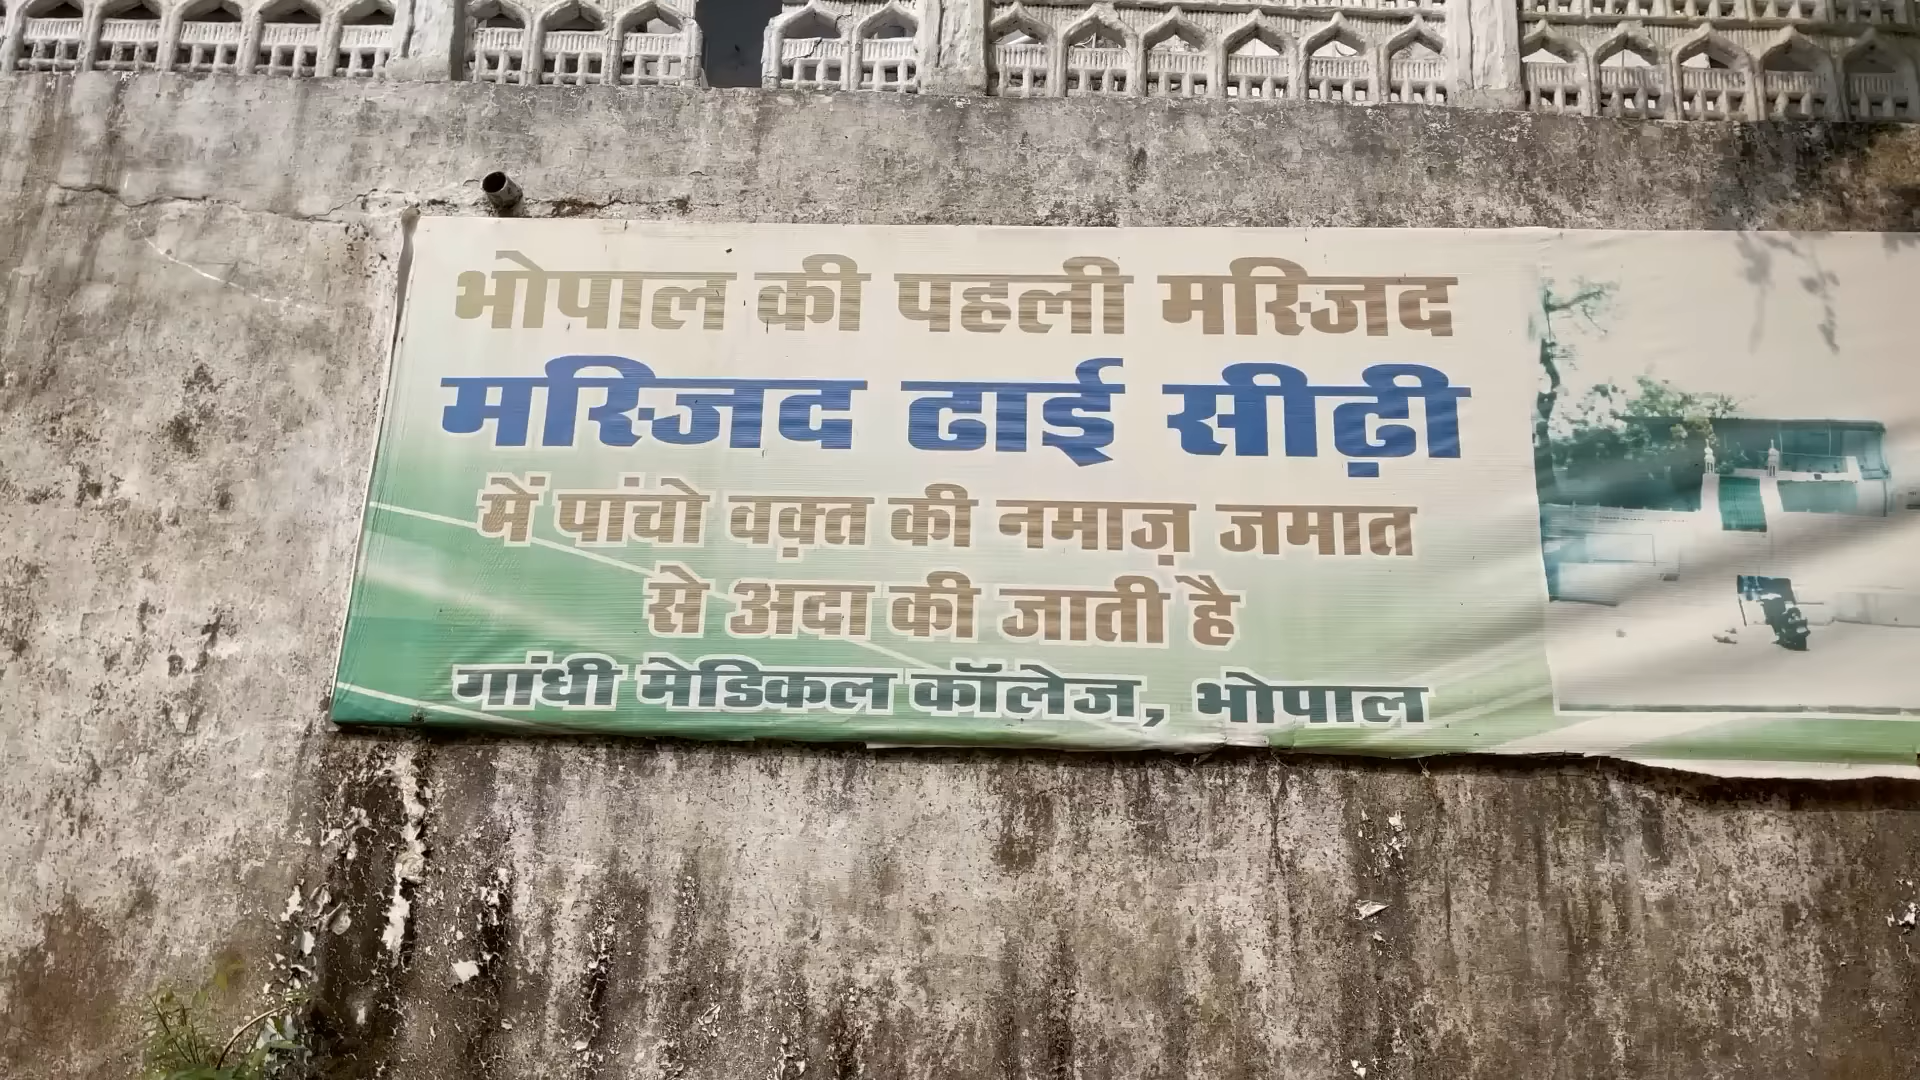 भोपाल की पहली मस्जिद
मस्जिद ढाई सीढ़ी
में पांचो वक़्त की नमाज़ जमात
से अदा की जाती है
गांधी मेडिकल कॉलेज, भोपाल